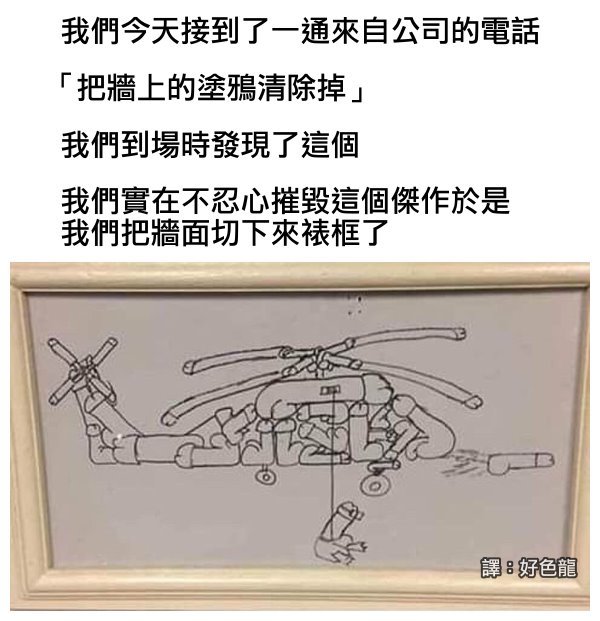 我們今天接到了一通來自公司的電話
「把牆上的塗鴉清除掉」
我們到場時發現了這個
我們實在不忍心摧毀這個傑作於是
我們把牆面切下來裱框了
譯：好色龍